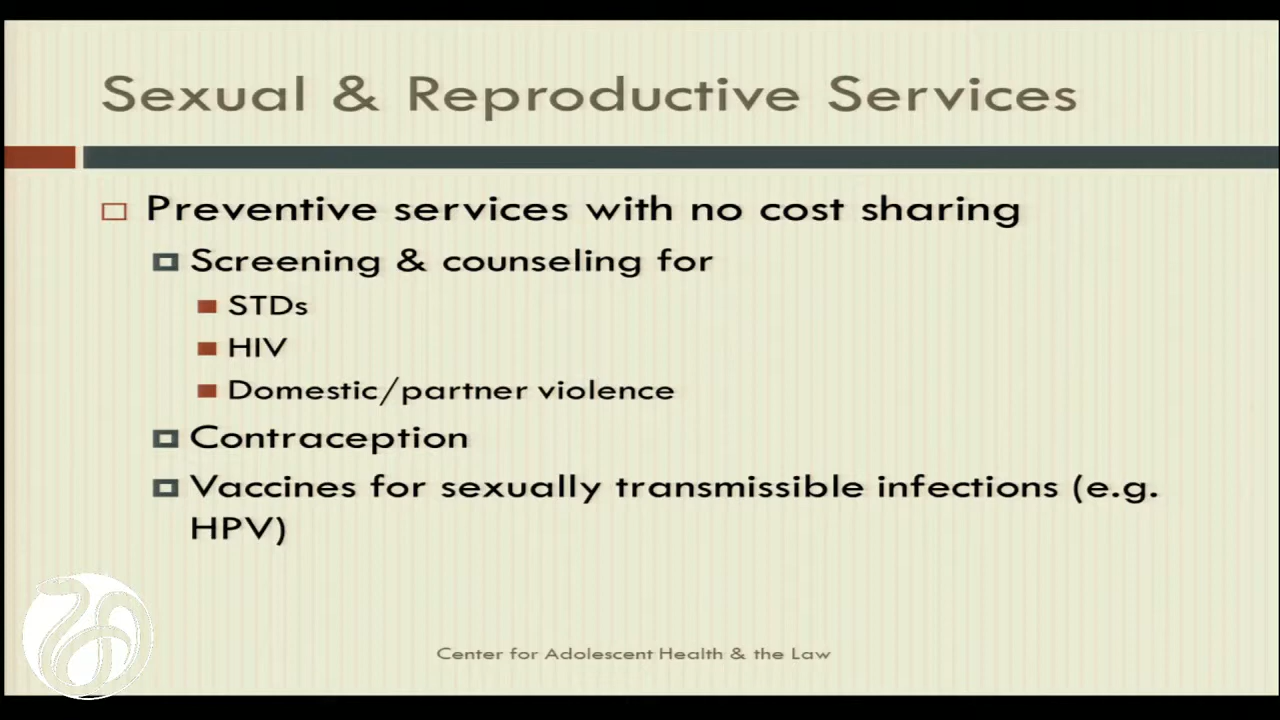 Sexual & Reproductive Services
Preventive services with no cost sharing
Screening & counseling for
STDs
HIV
Domestic/partner violence
Contraception
Vaccines for sexually transmissible infections (e.g.
HPV)
Center for Adolescent Health & the Law